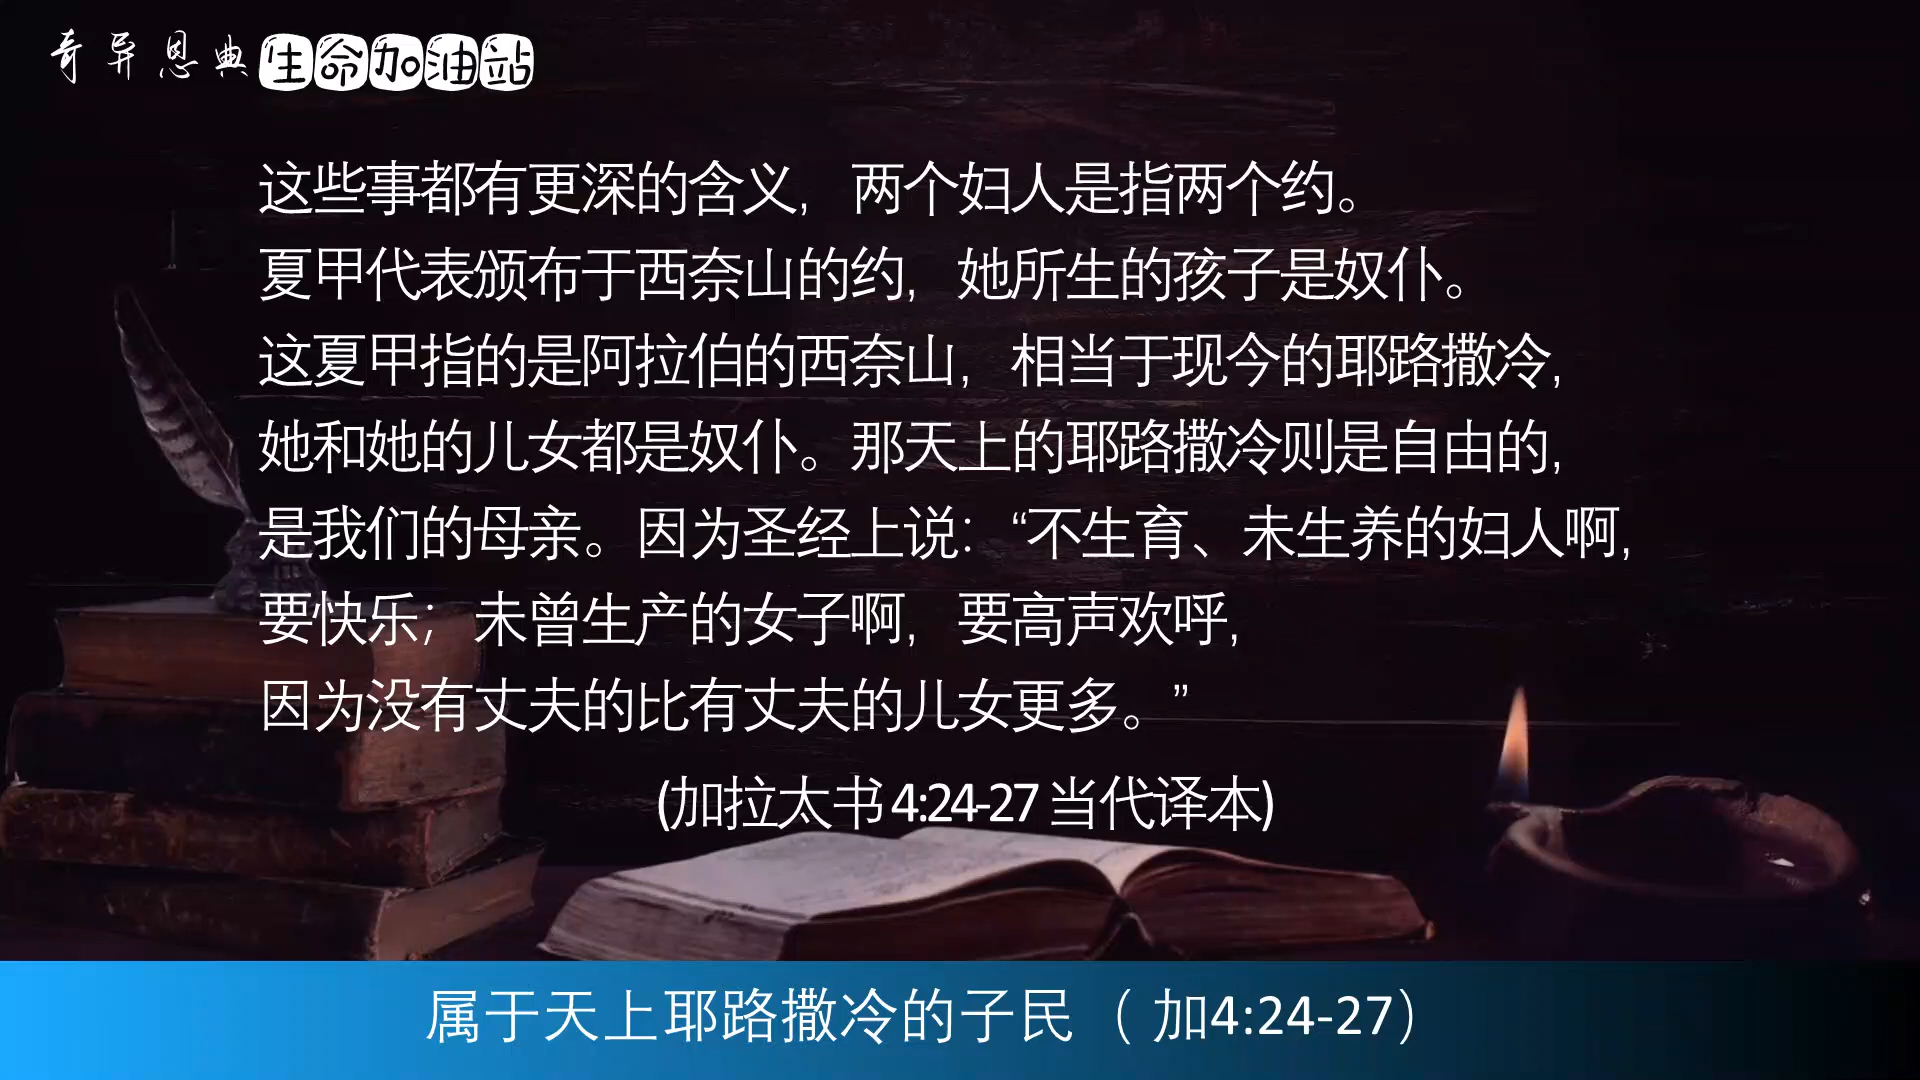 奇异恩典生命加油站
这些事都有更深的含义，两个妇人是指两个约。
夏甲代表颁布于西奈山的约，她所生的孩子是奴仆。
这夏甲指的是阿拉伯的西奈山，相当于现今的耶路撒冷，
她和她的儿女都是奴仆。那天上的耶路撒冷则是自由的，
是我们的母亲。因为圣经上说：“不生育、未生养的妇人啊，
要快乐；未曾生产的女子啊，要高声欢呼，
因为没有丈夫的比有丈夫的儿女更多。”
(加拉太书 4:24-27 当代译本)
属于天上耶路撒冷的子民（ 加4:24-27）